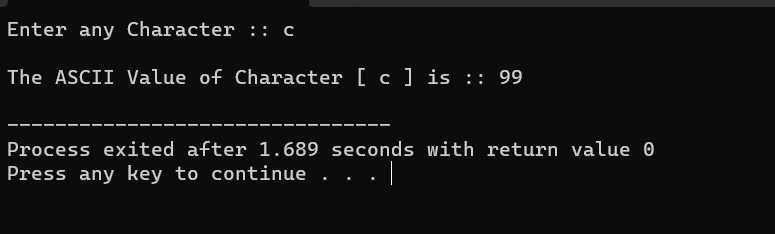 Enter any Character :: c
The ASCII Value of Character [ c ] is :: 99
--------------------------------
Process exited after 1.689 seconds with return value 0
Press any key to continue . . .